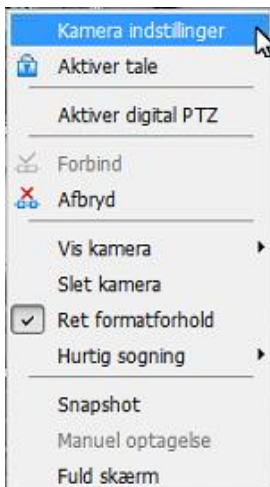 Kamera indstillinger
Aktiver tale
Aktiver digital PTZ
Forbind
Afbryd
Vis kamera
Slet kamera
Ret formatforhold
Hurtig sogning
Snapshot
Manuel optagelse
Fuld skærm